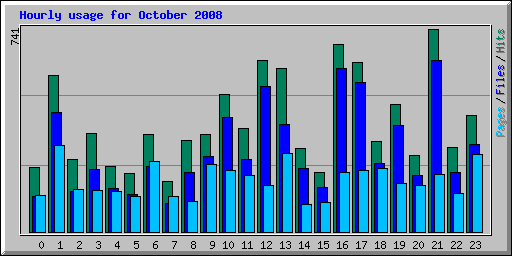 Hourly usage for October 2008
741
Pages / Files / Hits
0 1 2 3 4 5 6 7 8 9 10 11 12 13 14 15 16 17 18 19 20 21 22 23